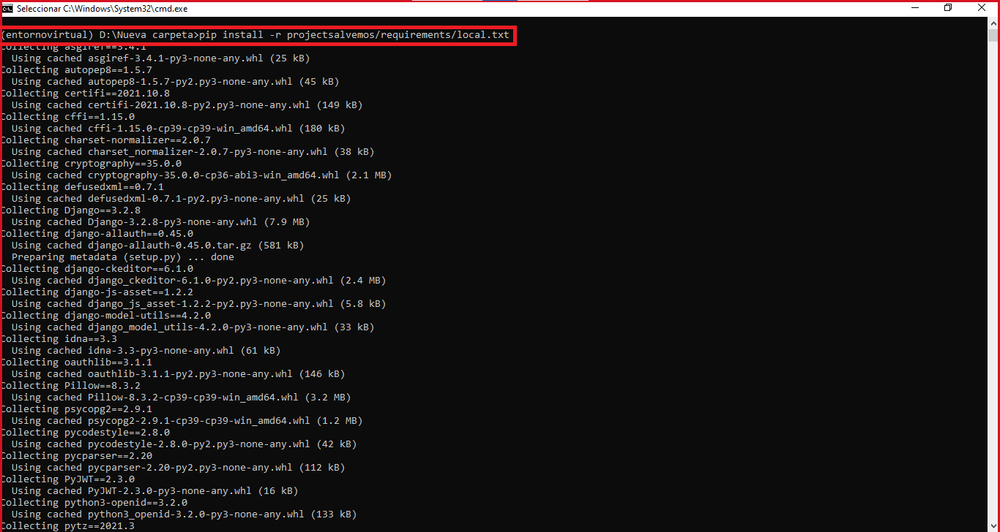 Seleccionar C:\Windows\System32\cmd.exe
(entornovirtual) D:\Nueva carpeta>pip install -r projectsalvemos/requirements/local.txt
Collecting asgiref==3.4.1
  Using cached asgiref-3.4.1-py3-none-any.whl (25 kB)
Collecting autopep8==1.5.7
  Using cached autopep8-1.5.7-py2.py3-none-any.whl (45 kB)
Collecting certifi==2021.10.8
  Using cached certifi-2021.10.8-py2.py3-none-any.whl (149 kB)
Collecting cffi==1.15.0
  Using cached cffi-1.15.0-cp39-cp39-win_amd64.whl (180 kB)
Collecting charset-normalizer==2.0.7
  Using cached charset_normalizer-2.0.7-py3-none-any.whl (38 kB)
Collecting cryptography==35.0.0
  Using cached cryptography-35.0.0-cp36-abi3-win_amd64.whl (2.1 MB)
Collecting defusedxml==0.7.1
  Using cached defusedxml-0.7.1-py2.py3-none-any.whl (25 kB)
Collecting Django==3.2.8
  Using cached Django-3.2.8-py3-none-any.whl (7.9 MB)
Collecting django-allauth==0.45.0
  Using cached django-allauth-0.45.0.tar.gz (581 kB)
  Preparing metadata (setup.py) ... done
Collecting django-ckeditor==6.1.0
  Using cached django_ckeditor-6.1.0-py2.py3-none-any.whl (2.4 MB)
Collecting django-js-asset==1.2.2
  Using cached django_js_asset-1.2.2-py2.py3-none-any.whl (5.8 kB)
Collecting django-model-utils==4.2.0
  Using cached django_model_utils-4.2.0-py3-none-any.whl (33 kB)
Collecting idna==3.3
  Using cached idna-3.3-py3-none-any.whl (61 kB)
Collecting oauthlib==3.1.1
  Using cached oauthlib-3.1.1-py2.py3-none-any.whl (146 kB)
Collecting Pillow==8.3.2
  Using cached Pillow-8.3.2-cp39-cp39-win_amd64.whl (3.2 MB)
Collecting psycopg2==2.9.1
  Using cached psycopg2-2.9.1-cp39-cp39-win_amd64.whl (1.2 MB)
Collecting pycodestyle==2.8.0
  Using cached pycodestyle-2.8.0-py2.py3-none-any.whl (42 kB)
Collecting pycparser==2.20
  Using cached pycparser-2.20-py2.py3-none-any.whl (112 kB)
Collecting PyJWT==2.3.0
  Using cached PyJWT-2.3.0-py3-none-any.whl (16 kB)
Collecting python3-openid==3.2.0
  Using cached python3_openid-3.2.0-py3-none-any.whl (133 kB)
Collecting pytz==2021.3